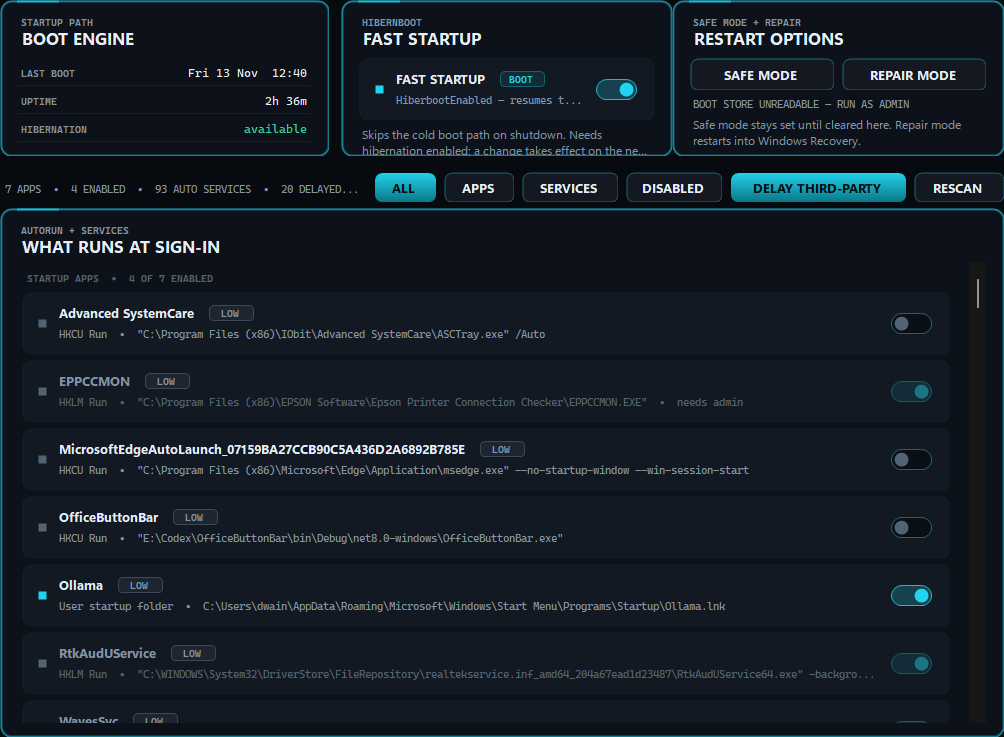 STARTUP PATH
BOOT ENGINE
LAST BOOT Fri 13 Nov 12:40
UPTIME 2h 36m
HIBERNATION available
HIBERNBOOT
FAST STARTUP
FAST STARTUP BOOT
HiberbootEnabled — resumes t...
Skips the cold boot path on shutdown. Needs
hibernation enabled; a change takes effect on the ne...
SAFE MODE + REPAIR
RESTART OPTIONS
SAFE MODE REPAIR MODE
BOOT STORE UNREADABLE — RUN AS ADMIN
Safe mode stays set until cleared here. Repair mode
restarts into Windows Recovery.
7 APPS • 4 ENABLED • 93 AUTO SERVICES • 20 DELAYED... ALL APPS SERVICES DISABLED DELAY THIRD-PARTY RESCAN
AUTORUN + SERVICES
WHAT RUNS AT SIGN-IN
STARTUP APPS • 4 OF 7 ENABLED
Advanced SystemCare LOW
HKCU Run • "C:\Program Files (x86)\IObit\Advanced SystemCare\ASCTray.exe" /Auto
EPPCCMON LOW
HKLM Run • "C:\Program Files (x86)\EPSON Software\Epson Printer Connection Checker\EPPCCMON.EXE" • needs admin
MicrosoftEdgeAutoLaunch_07159BA27CCB90C5A436D2A6892B785E LOW
HKCU Run • "C:\Program Files (x86)\Microsoft\Edge\Application\msedge.exe" --no-startup-window --win-session-start
OfficeButtonBar LOW
HKCU Run • "E:\Codex\OfficeButtonBar\bin\Debug\net8.0-windows\OfficeButtonBar.exe"
Ollama LOW
User startup folder • C:\Users\dwain\AppData\Roaming\Microsoft\Windows\Start Menu\Programs\Startup\Ollama.lnk
RtkAudUService LOW
HKLM Run • "C:\WINDOWS\System32\DriverStore\FileRepository\realtekservice.inf_amd64_204a67ead1d23487\RtkAudUService64.exe" -backgro...
WavesSvc LOW